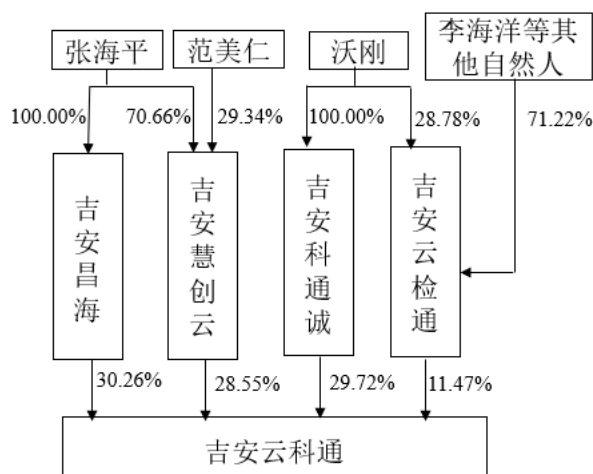 张海平
范美仁
沃刚
李海洋等其
他自然人
100.00%
70.66%
29.34%
100.00%
28.78%
71.22%
吉安昌海
吉安慧创云
吉安科通诚
吉安云检通
30.26%
28.55%
29.72%
11.47%
吉安云科通